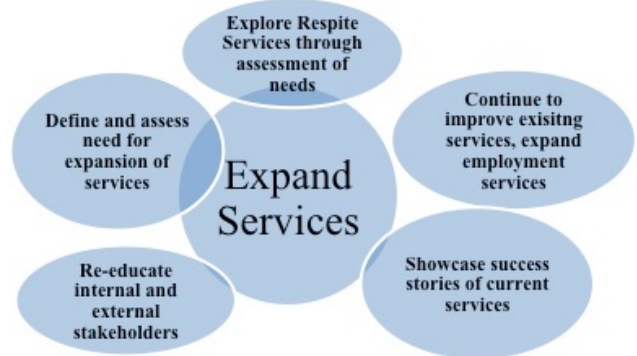 Explore Respite
Services through
assessment of
needs
Define and assess
need for
expansion of
services
Continue to
improve exisitng
services, expand
employment
services
Expand
Services
Re-educate
internal and
external
stakeholders
Showcase success
stories of current
services